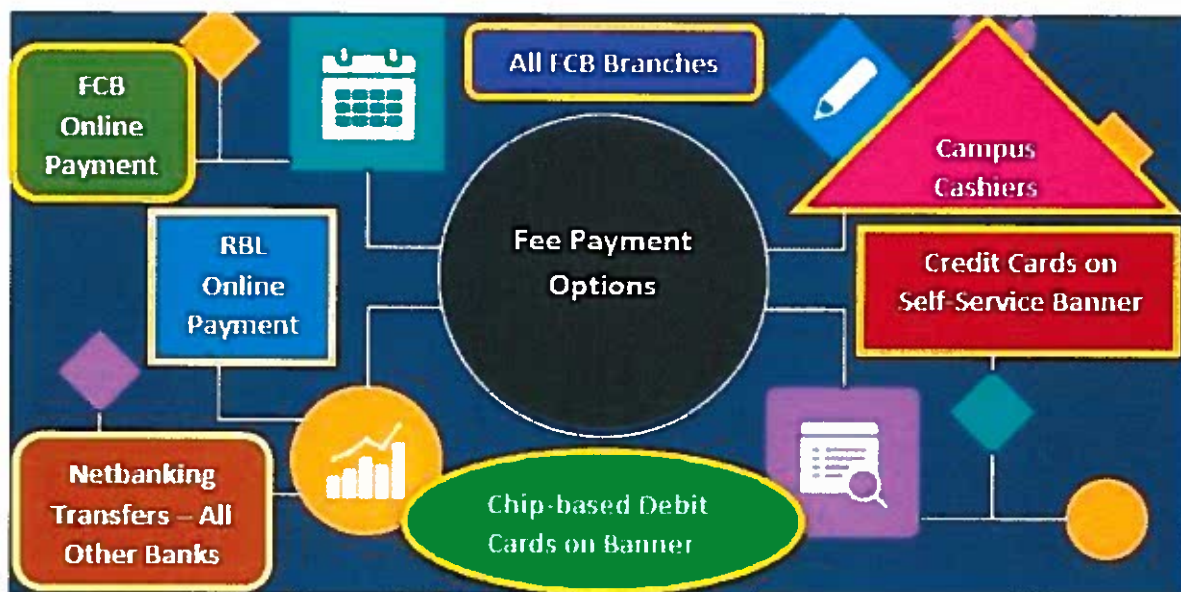 FCB
Online
Payment
All FCB Branches
Campus
Cashiers
Fee Payment
Options
RBL
Online
Payment
Credit Cards on
Self-Service Banner
Netbanking
Transfers – All
Other Banks
Chip-based Debit
Cards on Banner